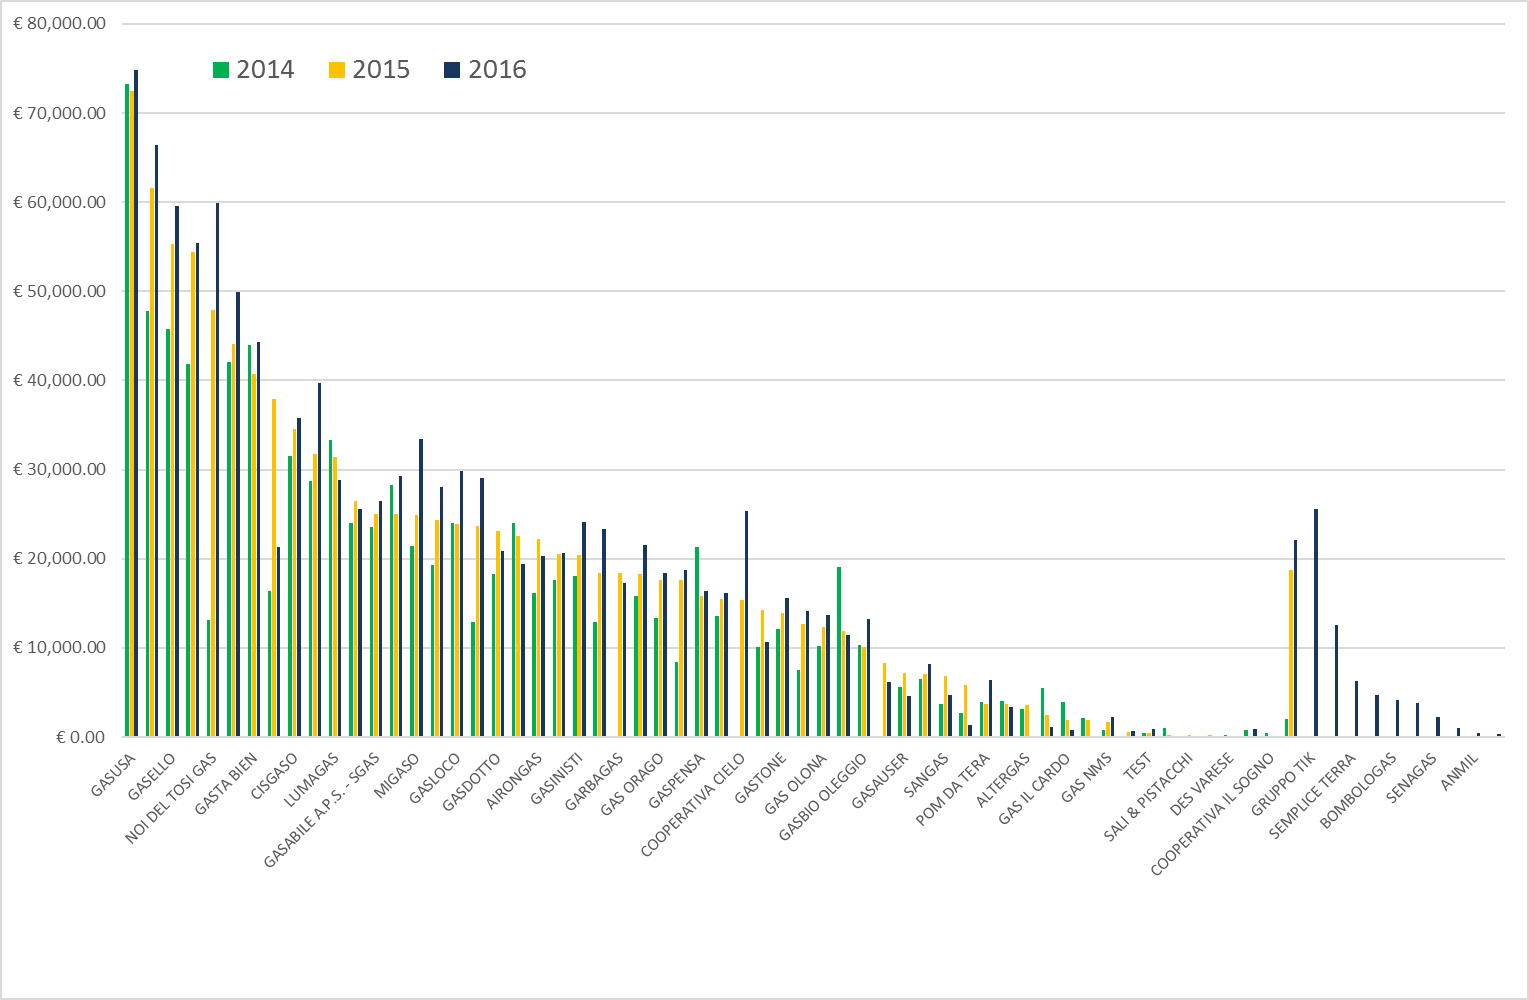 € 80,000.00
2014 2015 2016
€ 70,000.00
€ 60,000.00
€ 50,000.00
€ 40,000.00
€ 30,000.00
€ 20,000.00
€ 10,000.00
€ 0.00
GASUSA
GASELLO
NOI DEL TOSI GAS
GASTA BIEN
CISGASO
LUMAGAS
GASABILE A.P.S. - SGAS
MIGASO
GASLOCO
GASDOTTO
AIRONGAS
GASINISTI
GARBAGAS
GAS ORAGO
GASPENSA
COOPERATIVA CIELO
GASTONE
GAS OLONA
GASBIO OLEGGIO
GASAUSER
SANGAS
POM DA TERA
ALTERGAS
GAS IL CARDO
GAS NMS
TEST
SALI & PISTACCHI
DES VARESE
COOPERATIVA IL SOGNO
GRUPPO TIK
SEMPLICE TERRA
BOMBOLOGAS
SENAGAS
ANMIL